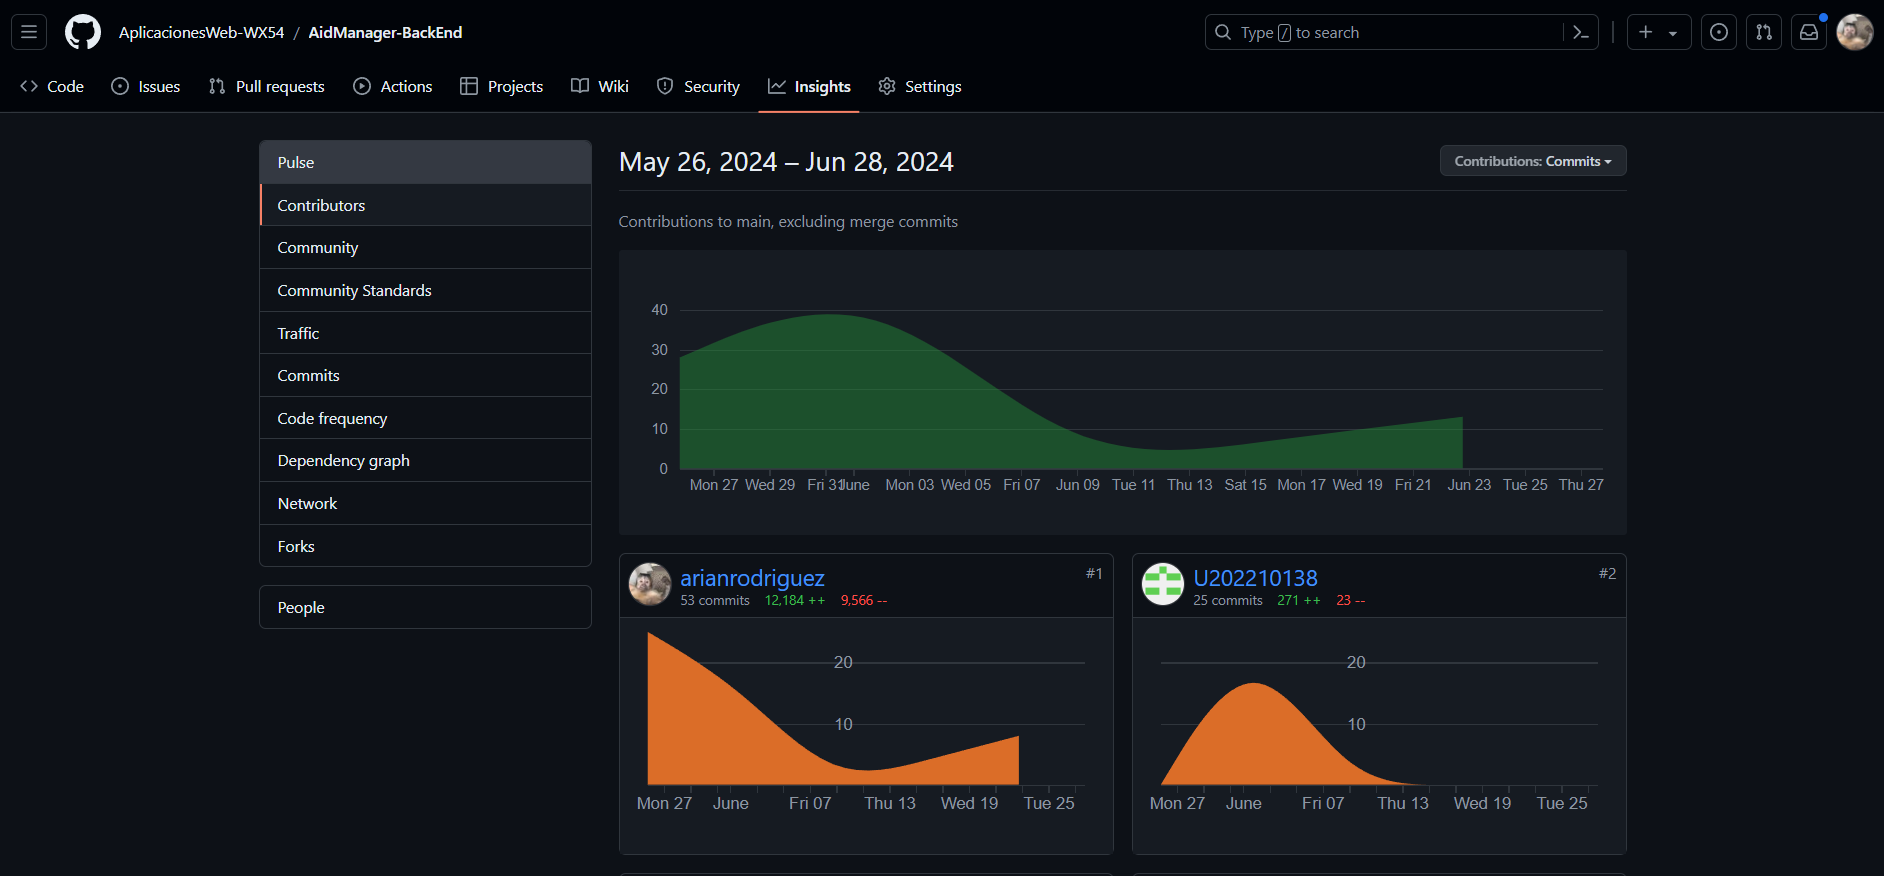 AplicacionesWeb-WX54 / AidManager-BackEnd
Type / to search
Code Issues Pull requests Actions Projects Wiki Security Insights Settings
Pulse
Contributors
Community
Community Standards
Traffic
Commits
Code frequency
Dependency graph
Network
Forks
People
May 26, 2024 – Jun 28, 2024
Contributions: Commits
Contributions to main, excluding merge commits
40
30
20
10
0
Mon 27 Wed 29 Fri 31 June Mon 03 Wed 05 Fri 07 Jun 09 Tue 11 Thu 13 Sat 15 Mon 17 Wed 19 Fri 21 Jun 23 Tue 25 Thu 27
arianrodriguez #1
53 commits 12,184 ++ 9,566 --
20
10
Mon 27 June Fri 07 Thu 13 Wed 19 Tue 25
U202210138 #2
25 commits 271 ++ 23 --
20
10
Mon 27 June Fri 07 Thu 13 Wed 19 Tue 25